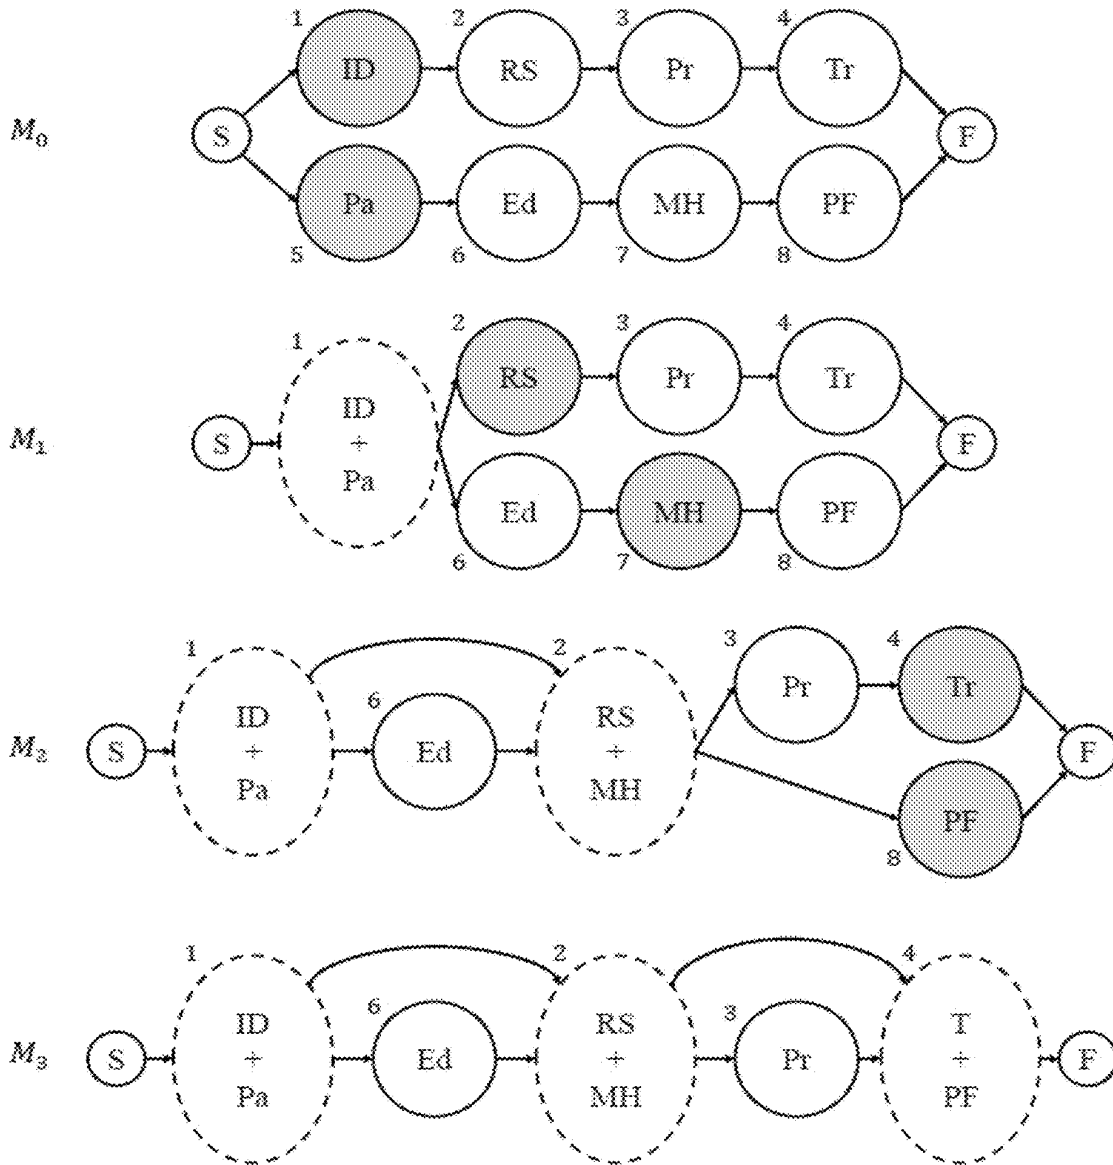 1 2 3 4
ID RS Pr Tr
M₀ S F
Pa Ed MH PF
5 6 7 8
1 2 3 4
RS Pr Tr
M₁ S ID + Pa F
Ed MH PF
6 7 8
1 6 2 3 4
Pr Tr
M₂ S ID + Pa Ed RS + MH F
PF
8
1 6 2 3 4
M₃ S ID + Pa Ed RS + MH Pr T + PF F